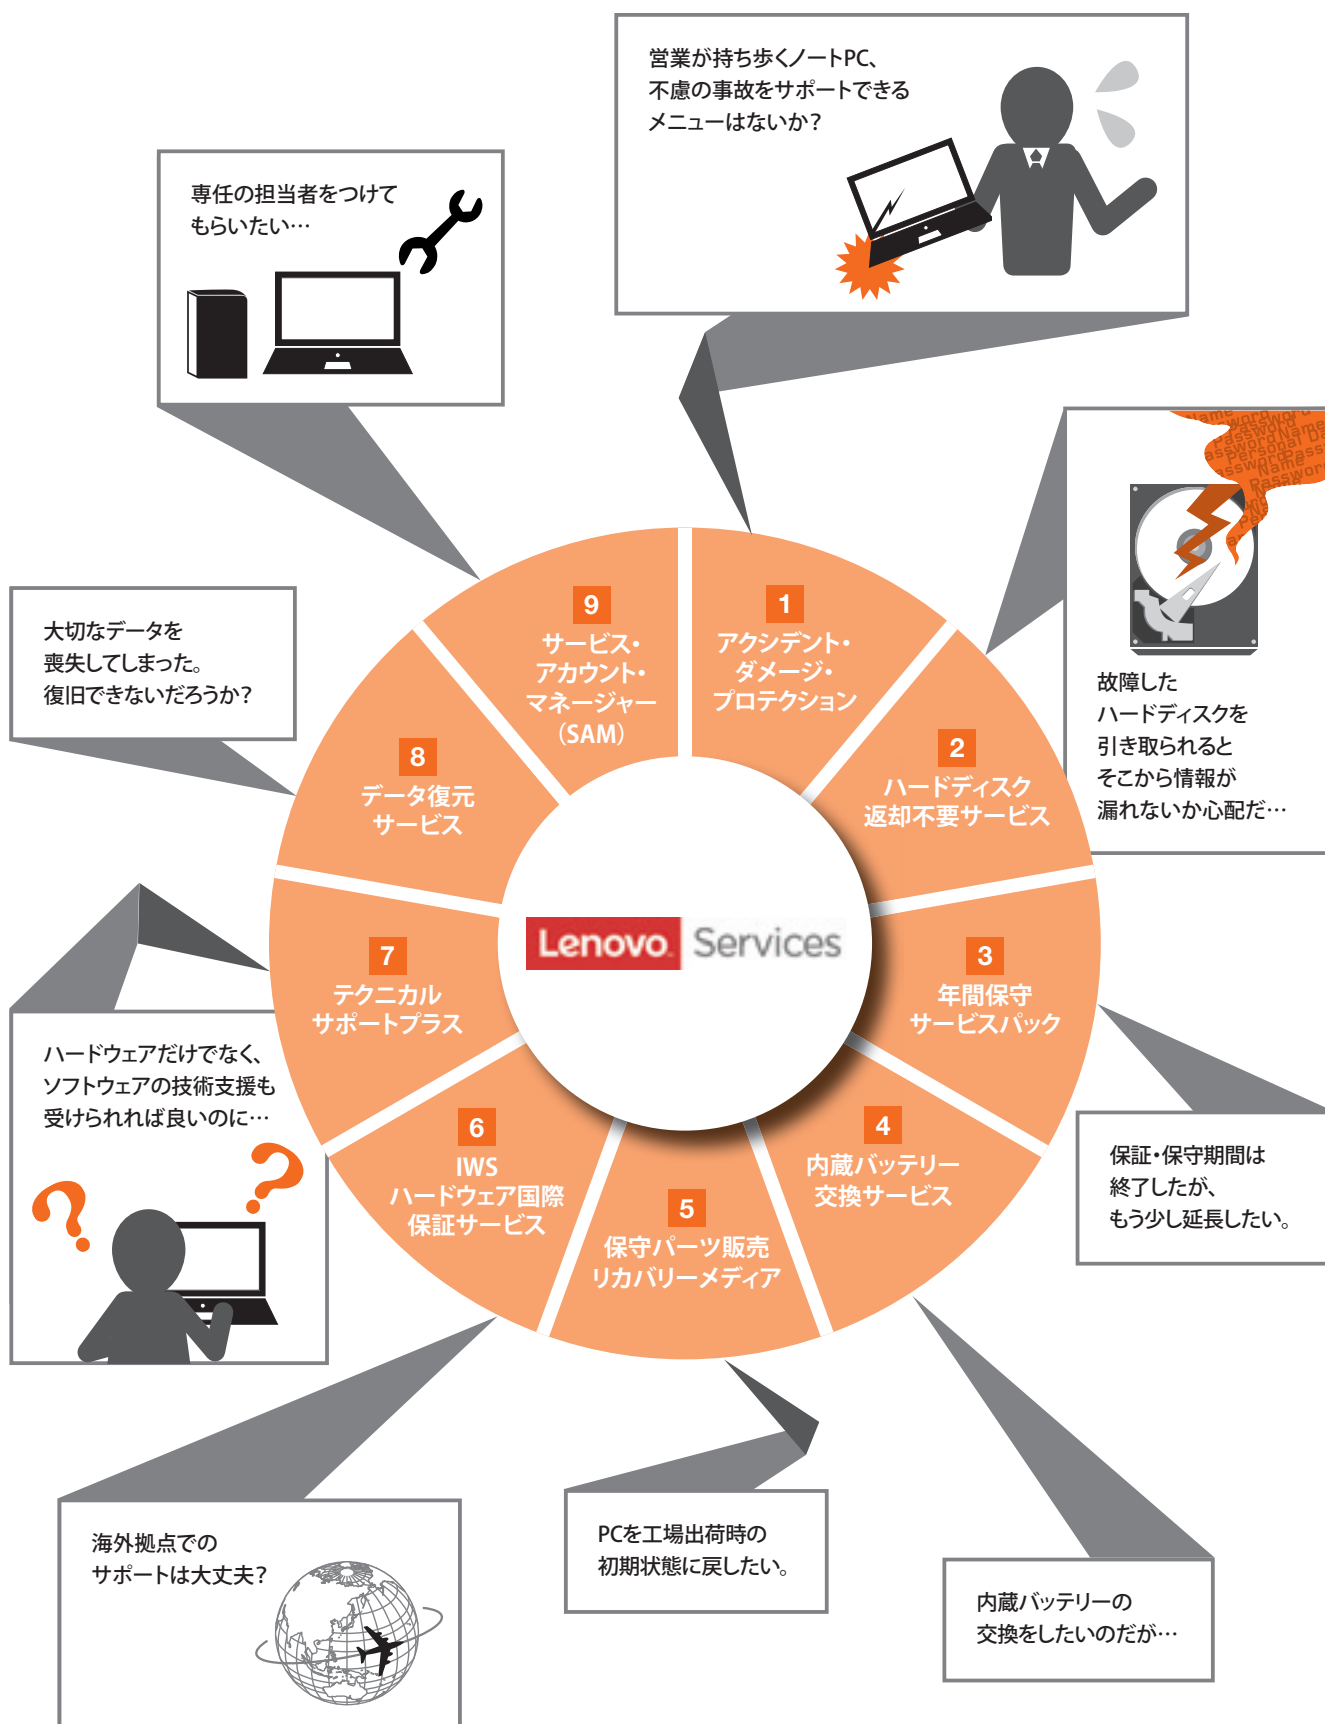 営業が持ち歩くノートPC、
不慮の事故をサポートできる
メニューはないか?
専任の担当者をつけて
もらいたい…
Name
Password
Password
Name
Password
Personal Da
Password
Pass
Name
Password
故障した
ハードディスクを
引き取られると
そこから情報が
漏れないか心配だ…
大切なデータを
喪失してしまった。
復旧できないだろうか?
1
アクシデント・
ダメージ・
プロテクション
2
ハードディスク
返却不要サービス
3
年間保守
サービスパック
4
内蔵バッテリー
交換サービス
5
保守パーツ販売
リカバリーメディア
6
IWS
ハードウェア国際
保証サービス
7
テクニカル
サポートプラス
8
データ復元
サービス
9
サービス・
アカウント・
マネージャー
(SAM)
Lenovo Services
ハードウェアだけでなく、
ソフトウェアの技術支援も
受けられれば良いのに…
保証・保守期間は
終了したが、
もう少し延長したい。
海外拠点での
サポートは大丈夫?
PCを工場出荷時の
初期状態に戻したい。
内蔵バッテリーの
交換をしたいのだが…